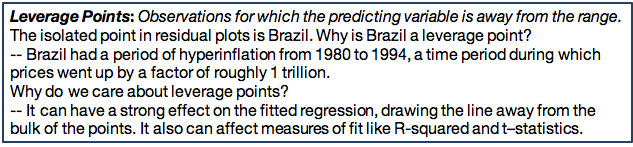 Leverage Points: Observations for which the predicting variable is away from the range.
The isolated point in residual plots is Brazil. Why is Brazil a leverage point?
-- Brazil had a period of hyperinflation from 1980 to 1994, a time period during which
prices went up by a factor of roughly 1 trillion.
Why do we care about leverage points?
-- It can have a strong effect on the fitted regression, drawing the line away from the
bulk of the points. It also can affect measures of fit like R-squared and t–statistics.